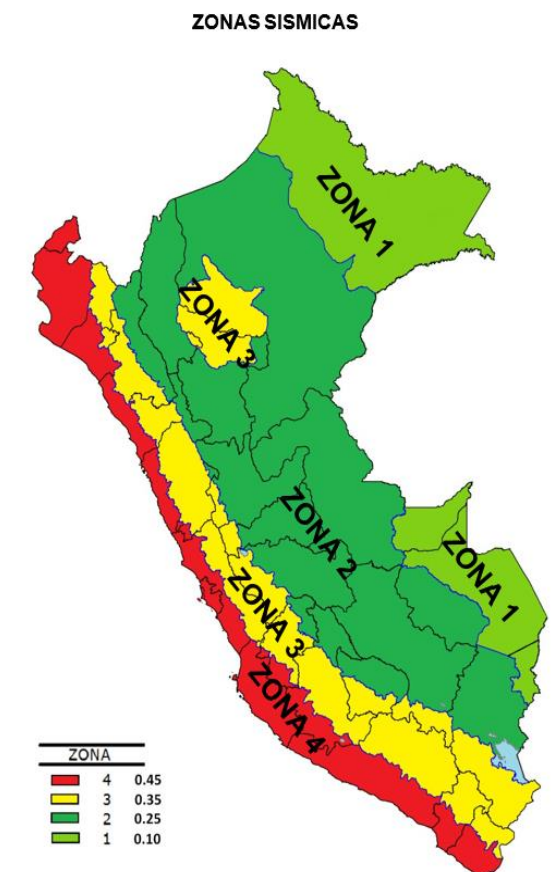 ZONAS SISMICAS
ZONA 1
ZONA 3
ZONA 2
ZONA 1
ZONA 3
ZONA 4
ZONA
4 0.45
3 0.35
2 0.25
1 0.10